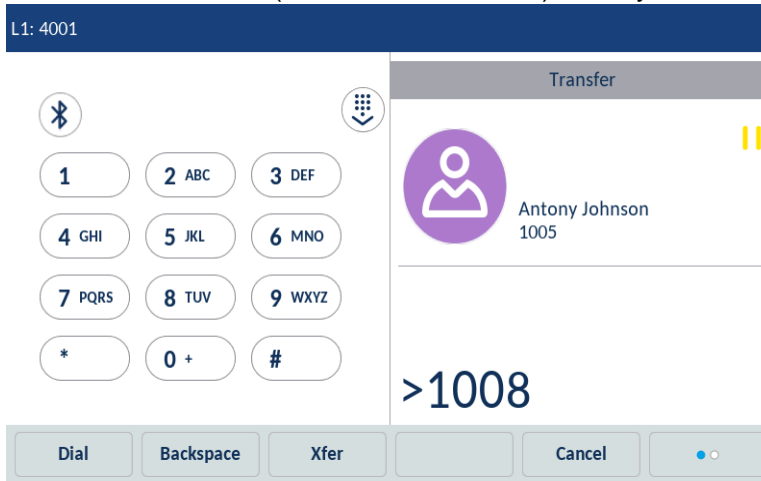 L1: 4001
Transfer
1
2 ABC
3 DEF
Antony Johnson
1005
4 GHI
5 JKL
6 MNO
7 PQRS
8 TUV
9 WXYZ
*
0 +
#
>1008
Dial
Backspace
Xfer
Cancel